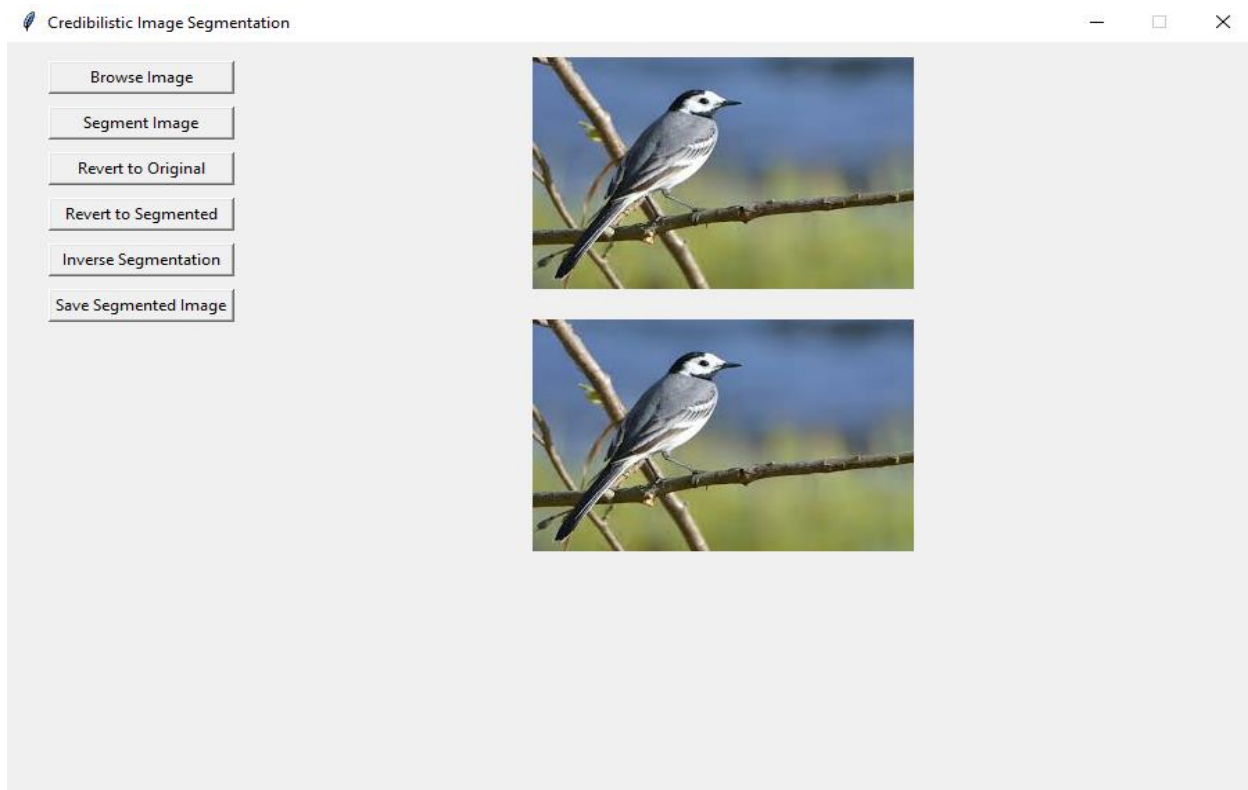 Credibilistic Image Segmentation
Browse Image
Segment Image
Revert to Original
Revert to Segmented
Inverse Segmentation
Save Segmented Image